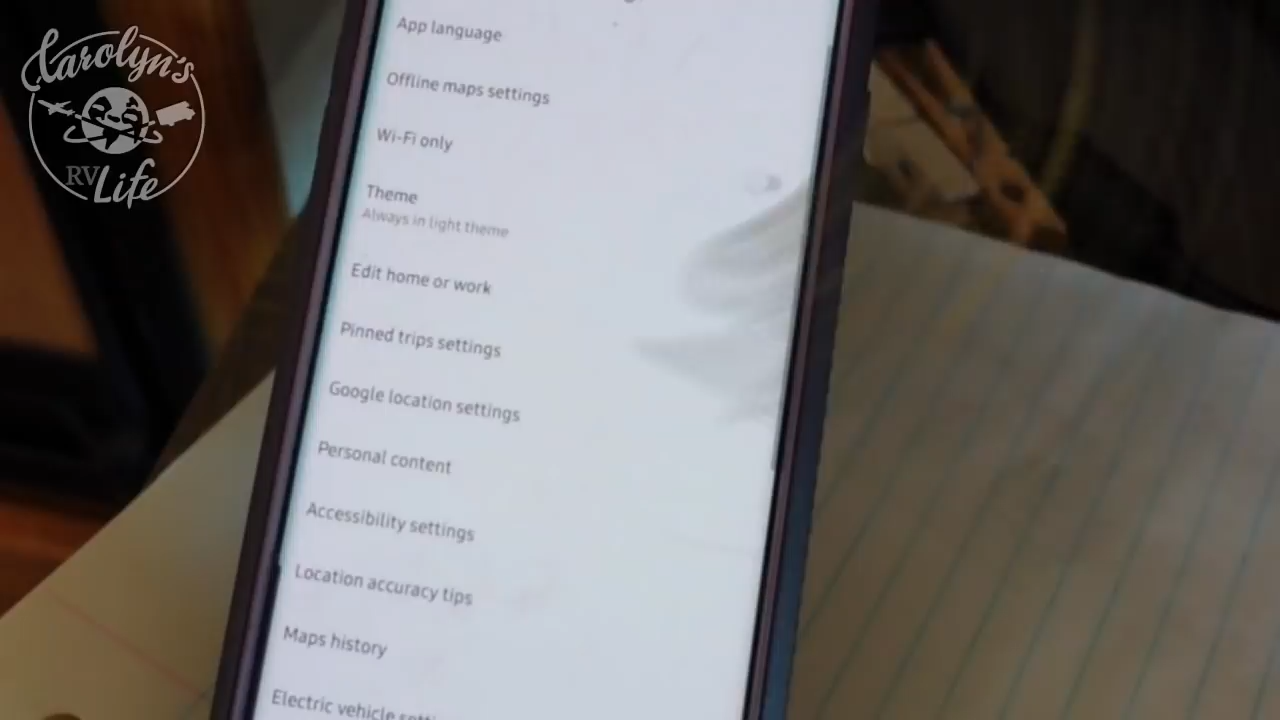 Carolyn's
RV Life
App language
Offline maps settings
Wi-Fi only
Theme
Always in light theme
Edit home or work
Pinned trips settings
Google location settings
Personal content
Accessibility settings
Location accuracy tips
Maps history
Electric vehicle